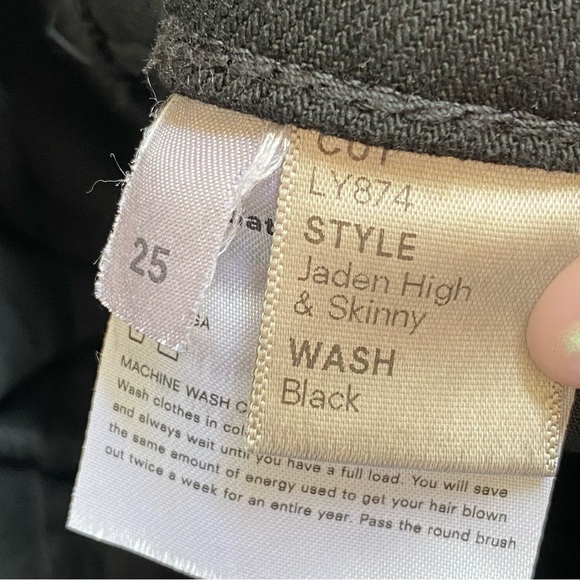 25
CUT
LY874
STYLE
Jaden High
& Skinny
WASH
Black
MACHINE WASH C
Wash clothes in col
and always wait until you have a full load. You will save
the same amount of energy used to get your hair blown
out twice a week for an entire year. Pass the round brush